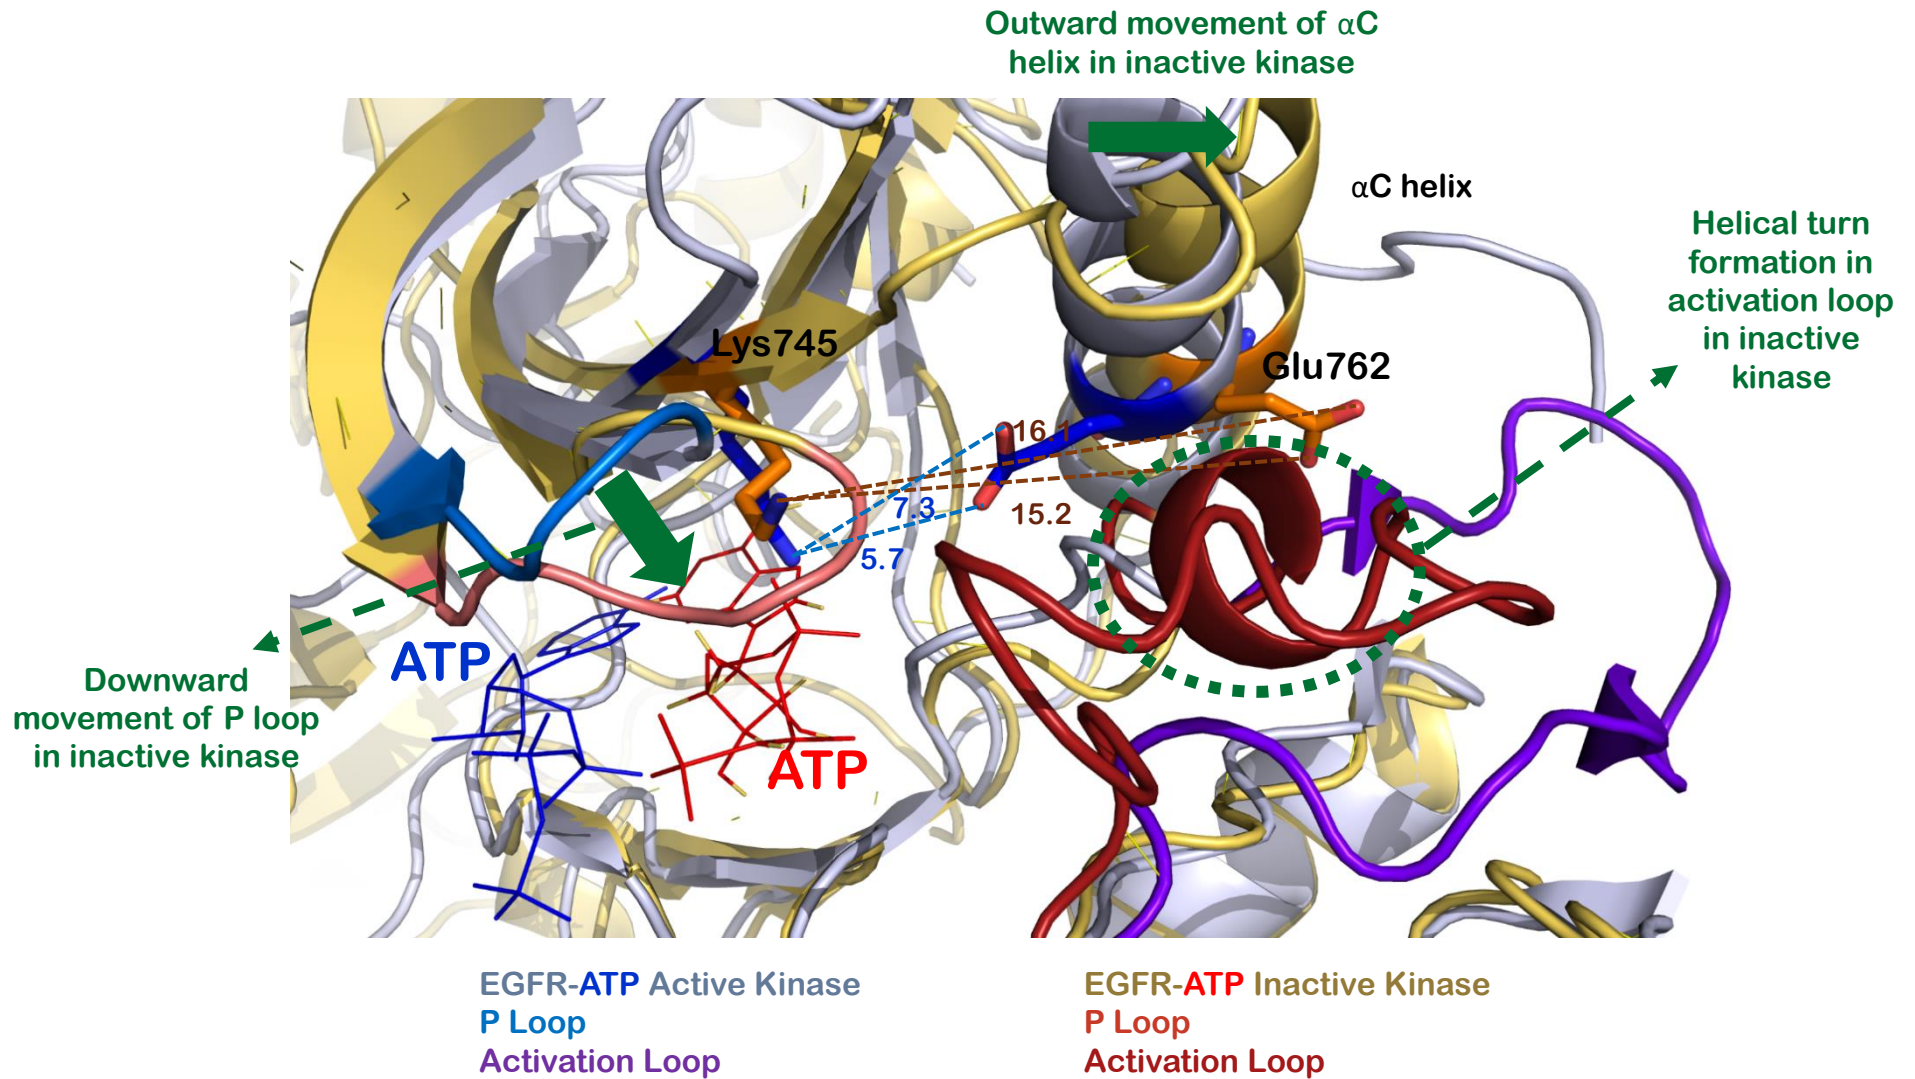 Outward movement of αC
helix in inactive kinase
αC helix
Helical turn
formation in
activation loop
in inactive
kinase
Lys745
Glu762
16.1
7.3
15.2
5.7
ATP
Downward
movement of P loop
in inactive kinase
ATP
EGFR-ATP Active Kinase
P Loop
Activation Loop
EGFR-ATP Inactive Kinase
P Loop
Activation Loop